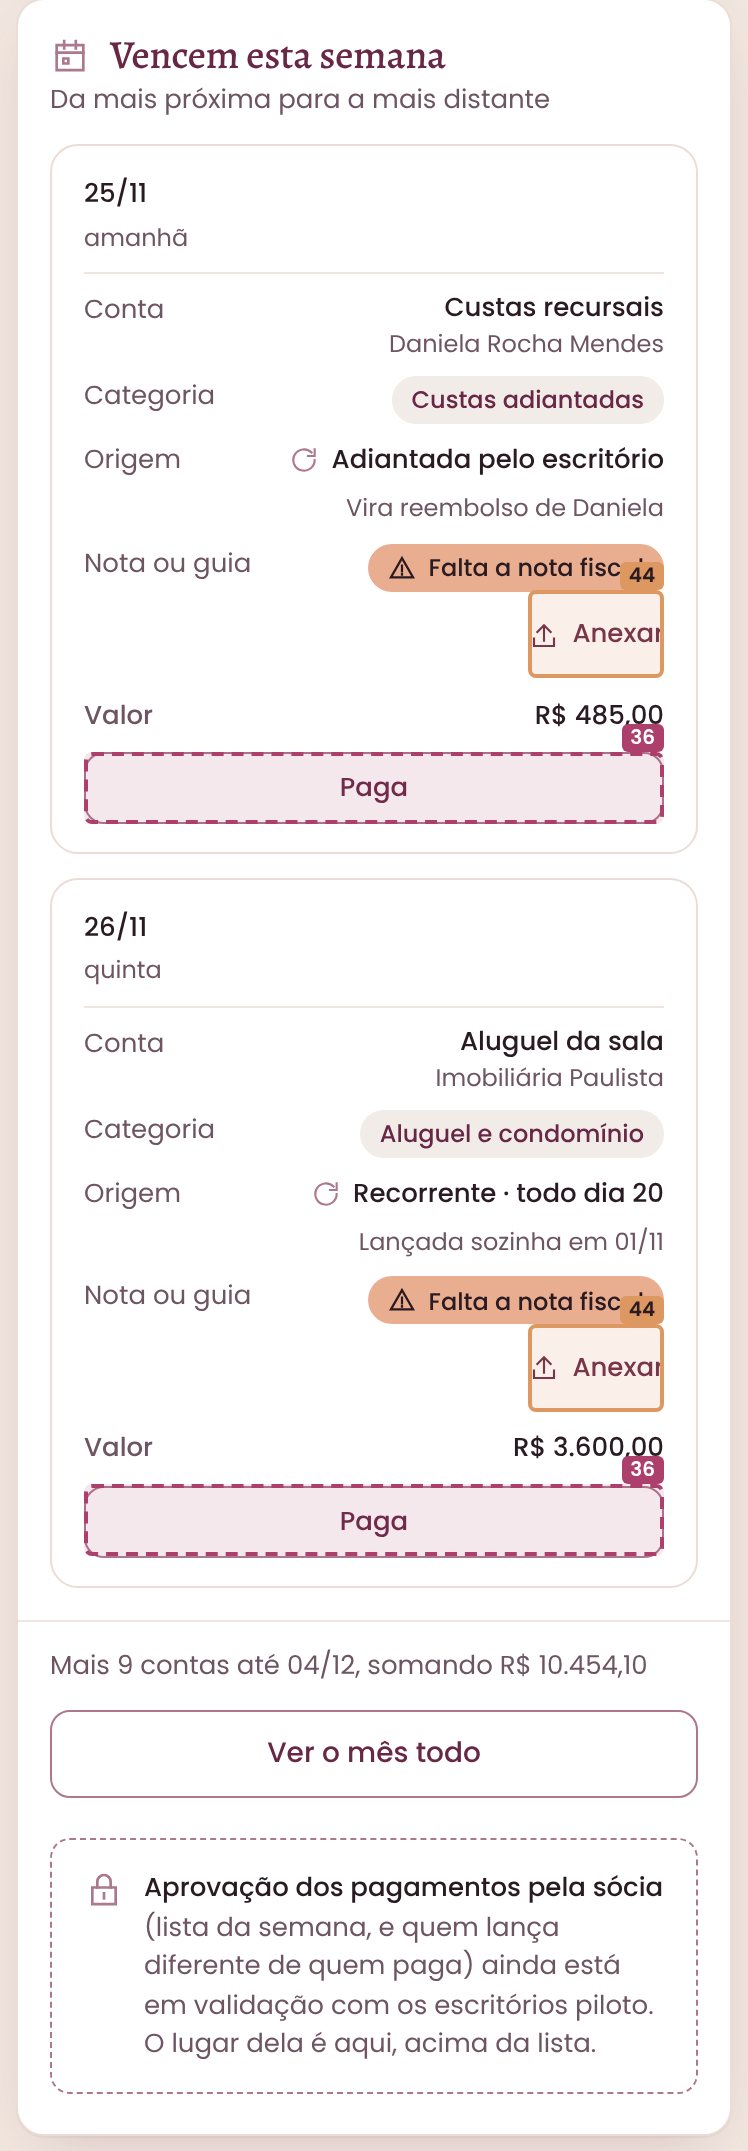 Vencem esta semana
Da mais próxima para a mais distante
25/11
amanhã
Conta
Custas recursais
Daniela Rocha Mendes
Categoria
Custas adiantadas
Origem
Adiantada pelo escritório
Vira reembolso de Daniela
Nota ou guia
Falta a nota
44
Anexar
Valor
R$ 485,00
36
Paga
26/11
quinta
Conta
Aluguel da sala
Imobiliária Paulista
Categoria
Aluguel e condomínio
Origem
Recorrente · todo dia 20
Lançada sozinha em 01/11
Nota ou guia
Falta a nota
44
Anexar
Valor
R$ 3.600,00
36
Paga
Mais 9 contas até 04/12, somando R$ 10.454,10
Ver o mês todo
Aprovação dos pagamentos pela sócia
(lista da semana, e quem lança
diferente de quem paga) ainda está
em validação com os escritórios piloto.
O lugar dela é aqui, acima da lista.